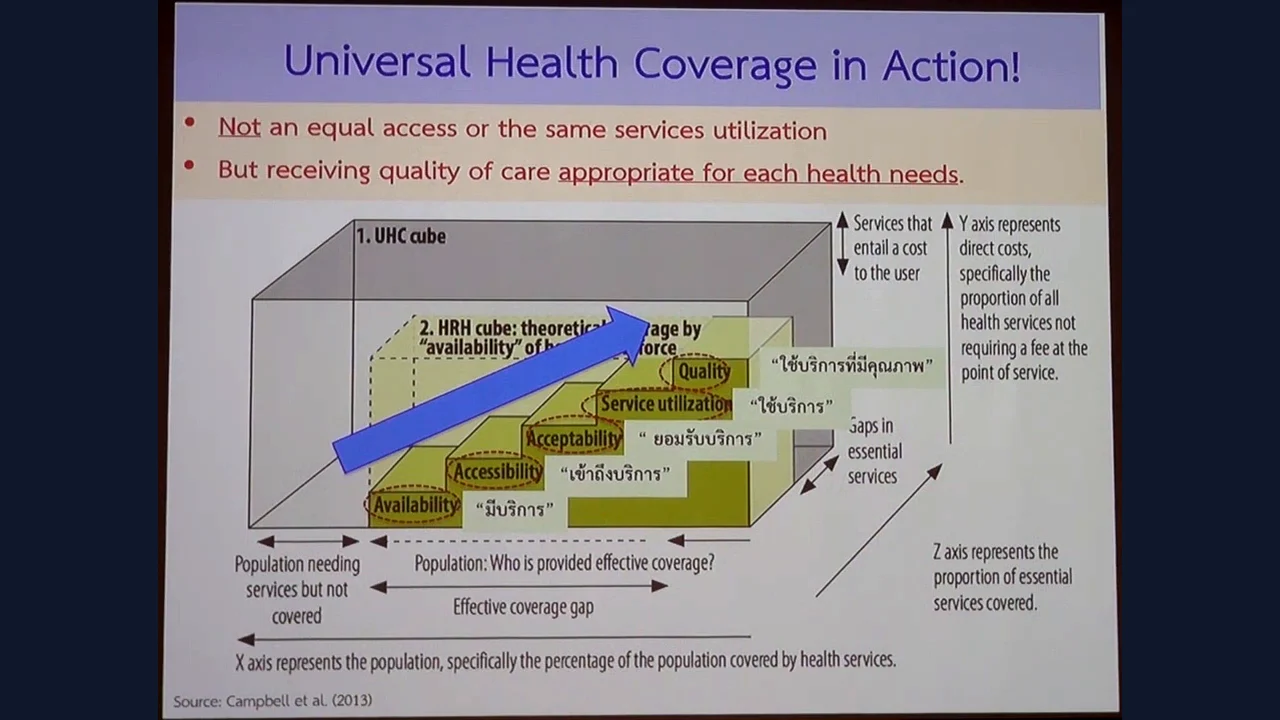 Universal Health Coverage in Action!
• Not an equal access or the same services utilization
• But receiving quality of care appropriate for each health needs.
1. UHC cube
2. HRH cube: theoretic rage by
"availability" of h force
Quality
"ใช้บริการที่มีคุณภาพ"
Service utilization
"ใช้บริการ"
Acceptability
" ยอมรับบริการ"
Accessibility
"เข้าถึงบริการ"
Availability
"มีบริการ"
Services that
entail a cost
to the user
Y axis represents
direct costs,
specifically the
proportion of all
health services not
requiring a fee at the
point of service.
Gaps in
essential
services
Z axis represents the
proportion of essential
services covered.
Population needing
services but not
covered
Population: Who is provided effective coverage?
Effective coverage gap
X axis represents the population, specifically the percentage of the population covered by health services.
Source: Campbell et al. (2013)